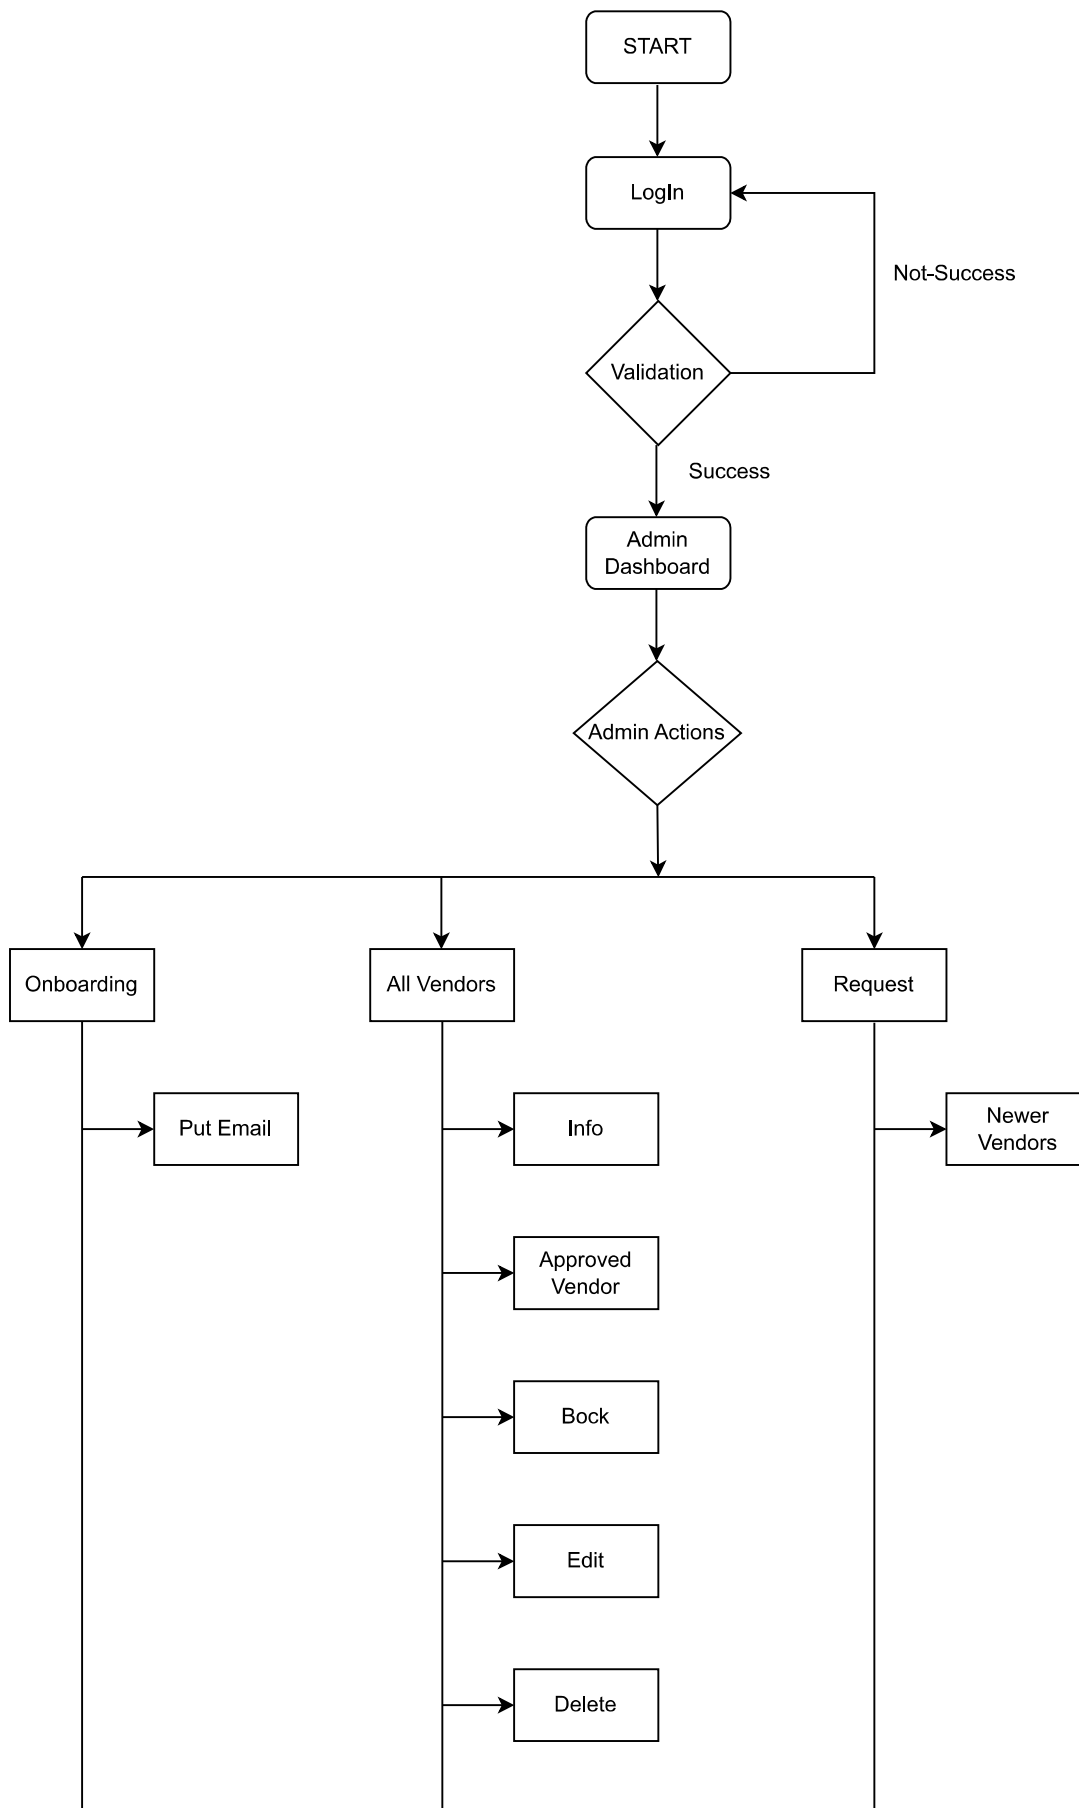 START
LogIn
Not-Success
Validation
Success
Admin
Dashboard
Admin Actions
Onboarding
All Vendors
Request
Put Email
Info
Newer
Vendors
Approved
Vendor
Bock
Edit
Delete